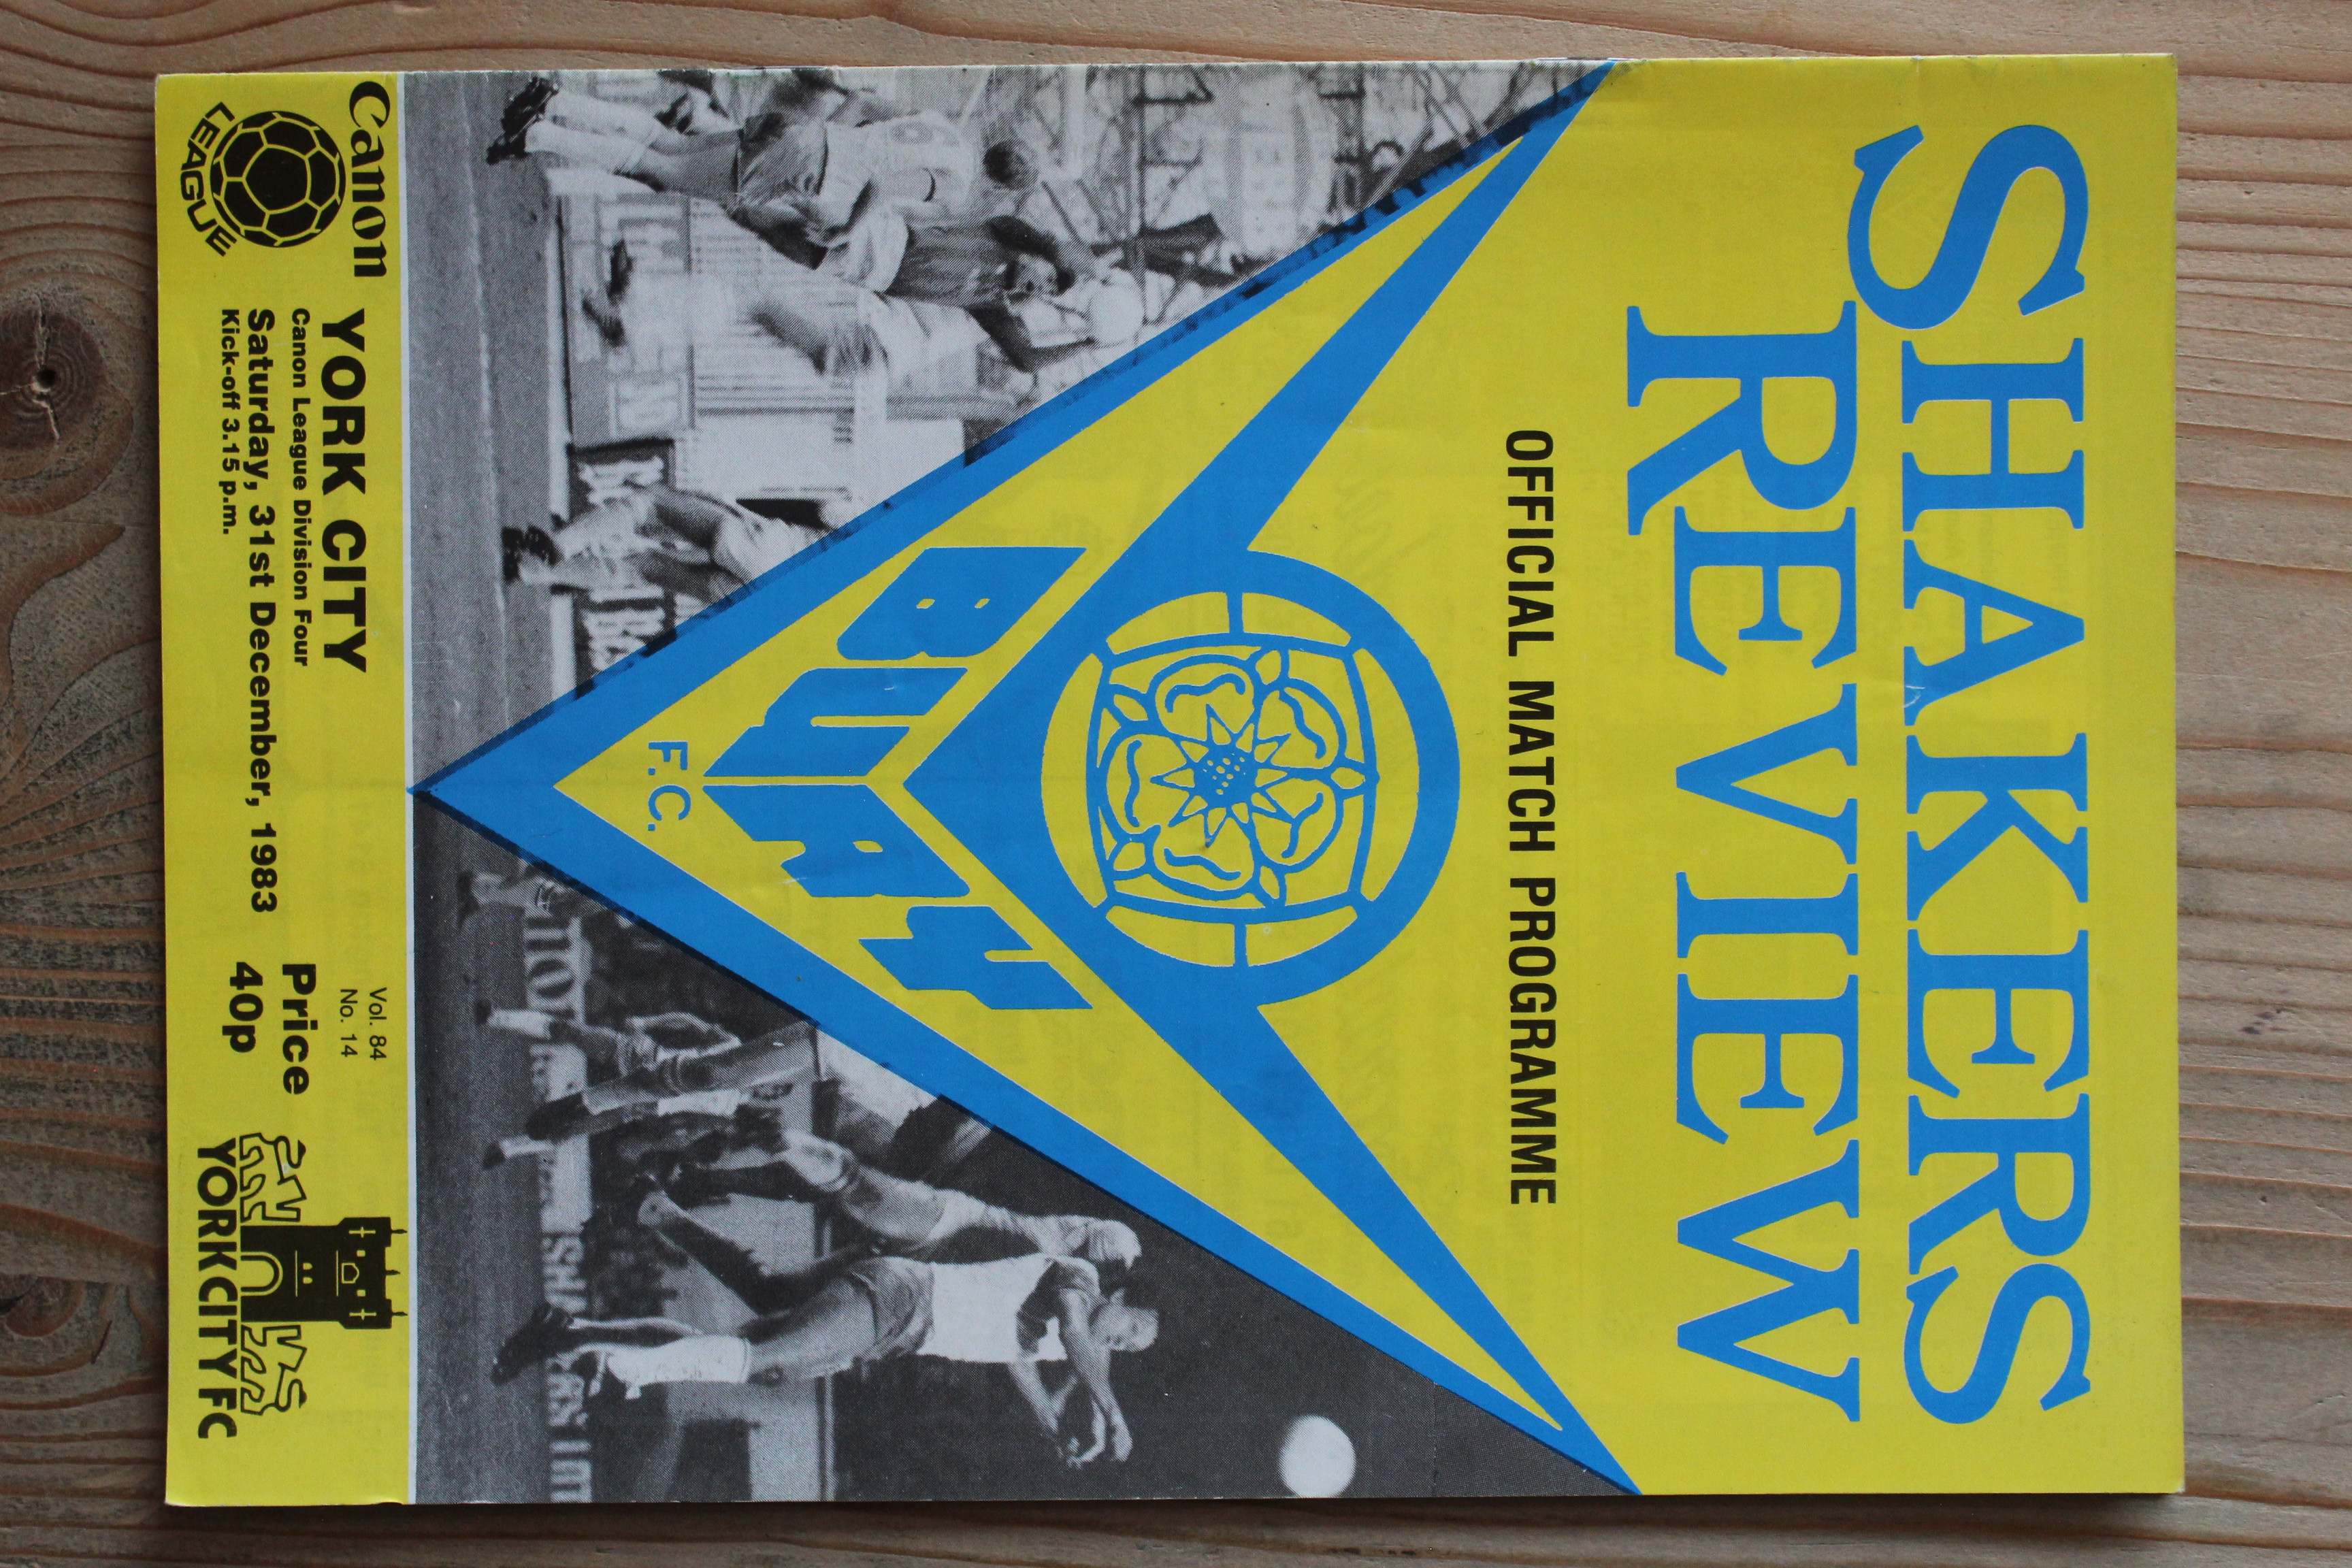 SHAKERS
REVIEW
OFFICIAL MATCH PROGRAMME
BURY
F.C.
Canon
LEAGUE
YORK CITY
Canon League Division Four
Saturday, 31st December, 1983
Kick-off 3.15 p.m.
Vol. 84
No. 14
Price
40p
YORK CITY FC